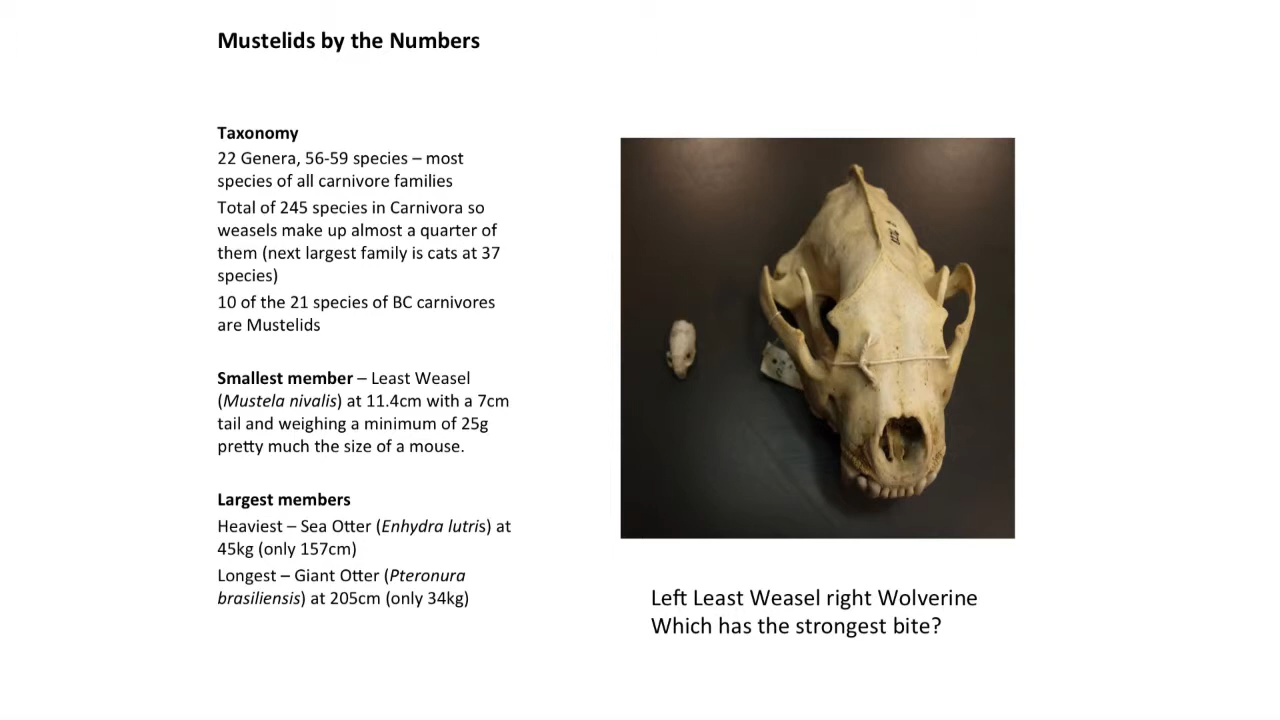 Mustelids by the Numbers
Taxonomy
22 Genera, 56-59 species – most
species of all carnivore families
Total of 245 species in Carnivora so
weasels make up almost a quarter of
them (next largest family is cats at 37
species)
10 of the 21 species of BC carnivores
are Mustelids
Smallest member – Least Weasel
(Mustela nivalis) at 11.4cm with a 7cm
tail and weighing a minimum of 25g
pretty much the size of a mouse.
Largest members
Heaviest – Sea Otter (Enhydra lutris) at
45kg (only 157cm)
Longest – Giant Otter (Pteronura
brasiliensis) at 205cm (only 34kg)
Left Least Weasel right Wolverine
Which has the strongest bite?